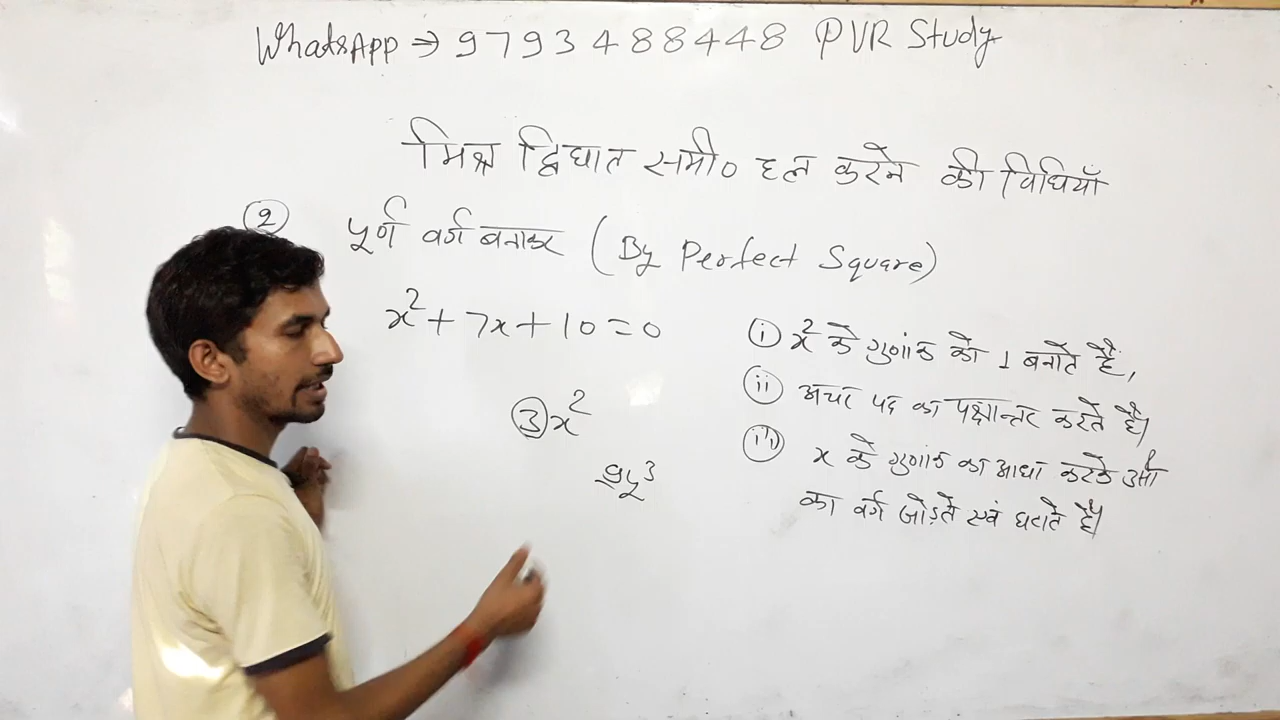 WhatsApp → 9793488448 PVR Study
मिश्र द्विघात समी० हल करने की विधियाँ
② पूर्ण वर्ग बनाकर (By Perfect Square)
x² + 7x + 10 = 0
③x²
9y³
ⓘ x² के गुणांक को 1 बनाते हैं,
ⓘⓘ अचर पद का पक्षान्तर करते हैं।
ⓘⓘⓘ x के गुणांक का आधा करके उसी
का वर्ग जोड़ते एवं घटाते हैं।